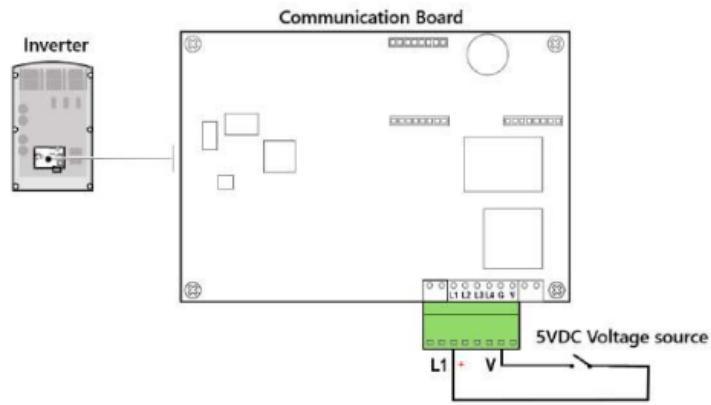 Communication Board
Inverter
L1 L2 L3 L4 G V
5VDC Voltage source
L1 + V